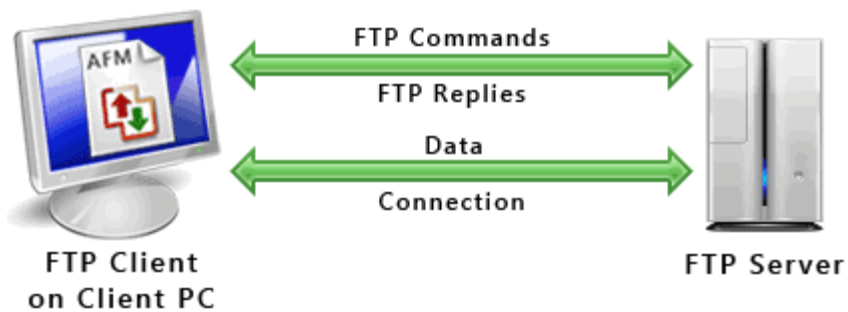 AFM
FTP Commands
FTP Replies
Data
Connection
FTP Client
on Client PC
FTP Server